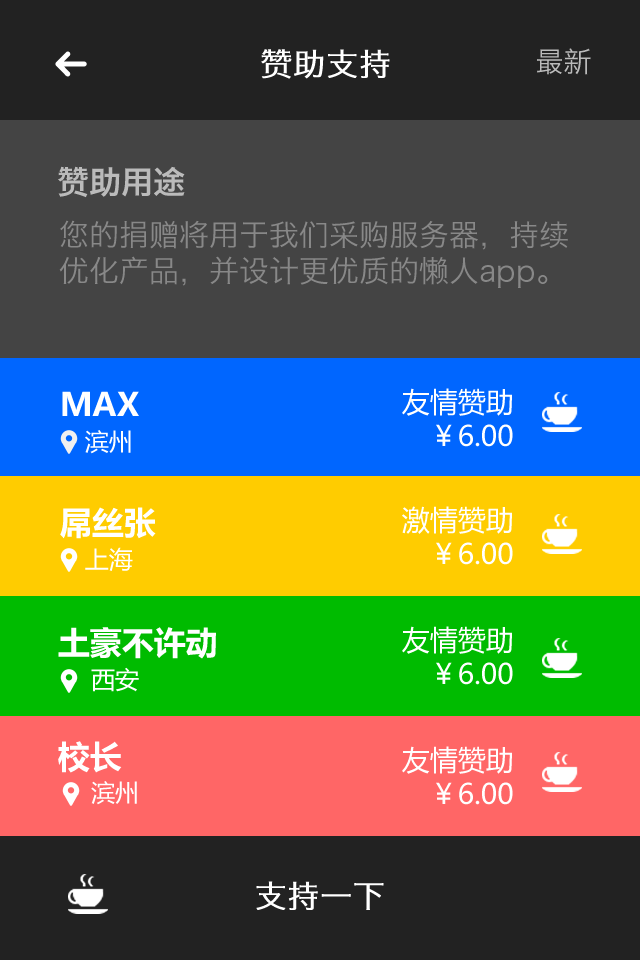 赞助支持
最新
赞助用途
您的捐赠将用于我们采购服务器，持续
优化产品，并设计更优质的懒人app。
MAX
友情赞助
滨州
¥ 6.00
屌丝张
激情赞助
上海
¥ 6.00
土豪不许动
友情赞助
西安
¥ 6.00
校长
友情赞助
滨州
¥ 6.00
支持一下